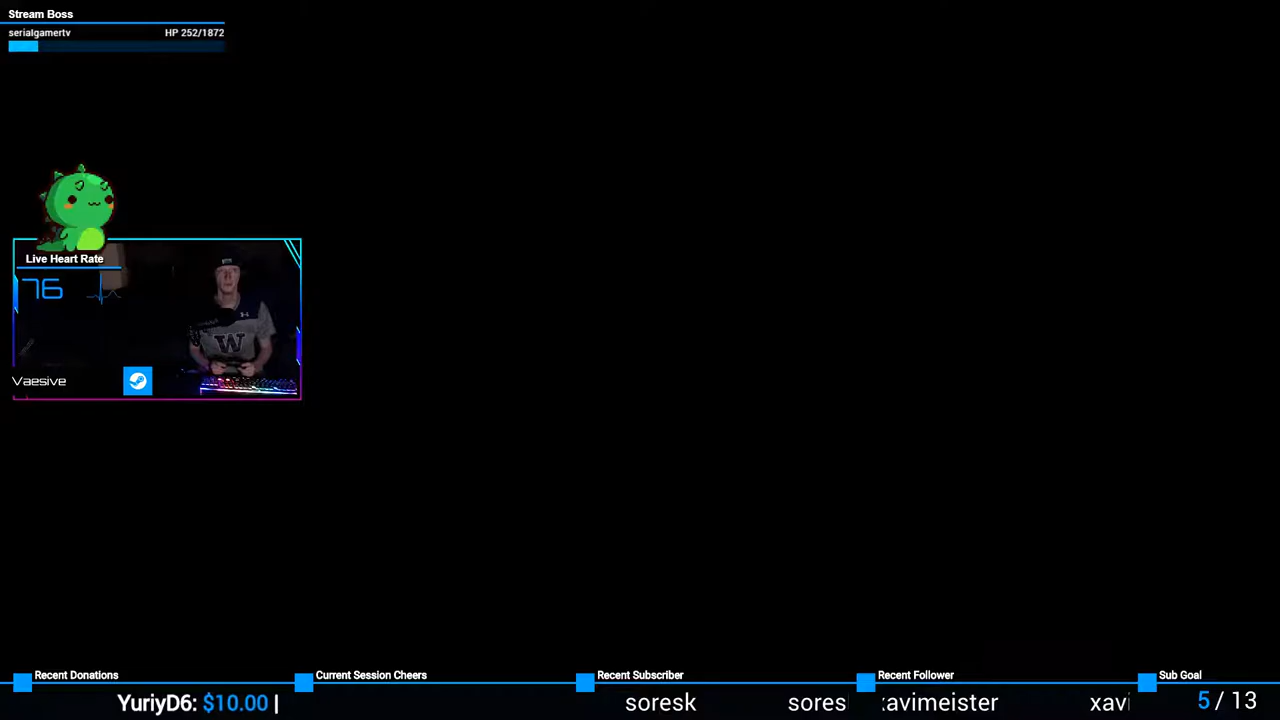 Stream Boss
serialgamertv HP 252/1872
Live Heart Rate
76
W
Vaesive
Recent Donations Current Session Cheers Recent Subscriber Recent Follower Sub Goal
YuriyD6: $10.00 | soresk sores xavimeister xavi 5 / 13